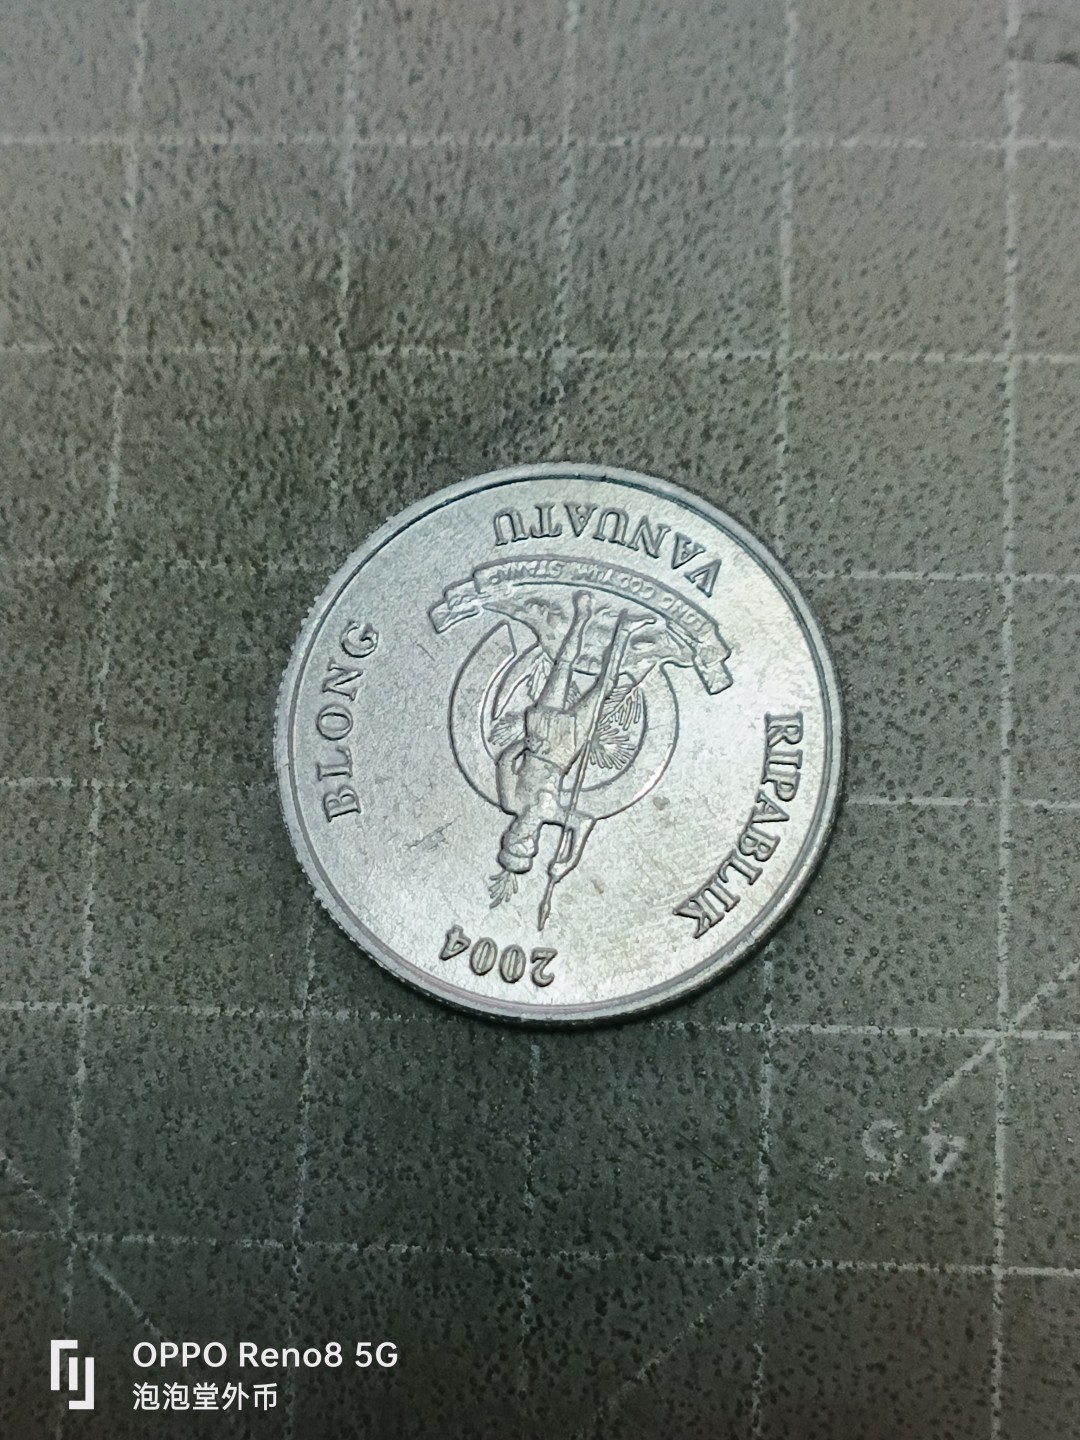 2004
RIPABLIK
BLONG
VANUATU
LONG GOD YUMI STANAP
45
OPPO Reno8 5G
泡泡堂外币